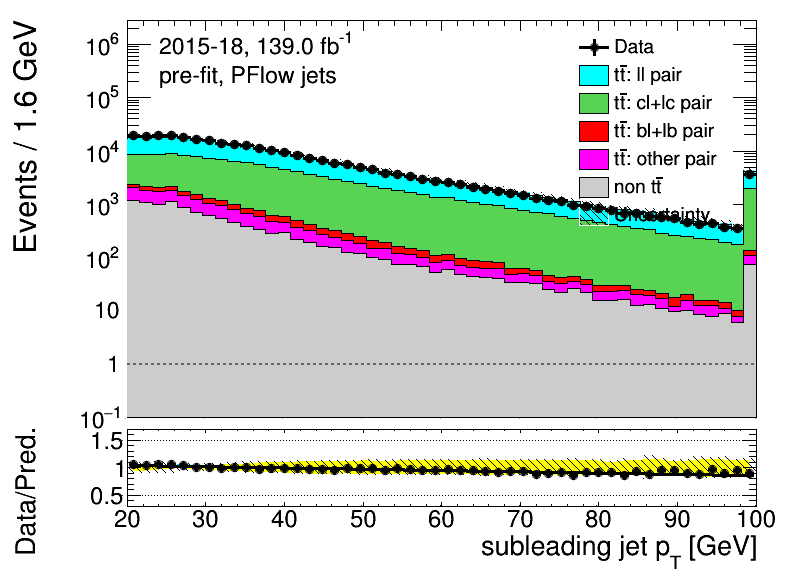 Events / 1.6 GeV
10⁶
10⁵
10⁴
10³
10²
10
1
10⁻¹
2015-18, 139.0 fb⁻¹
pre-fit, PFlow jets
Data
tt̄: ll pair
tt̄: cl+lc pair
tt̄: bl+lb pair
tt̄: other pair
non tt̄
Uncertainty
Data/Pred.
1.5
1
0.5
20 30 40 50 60 70 80 90 100
subleading jet p_T [GeV]